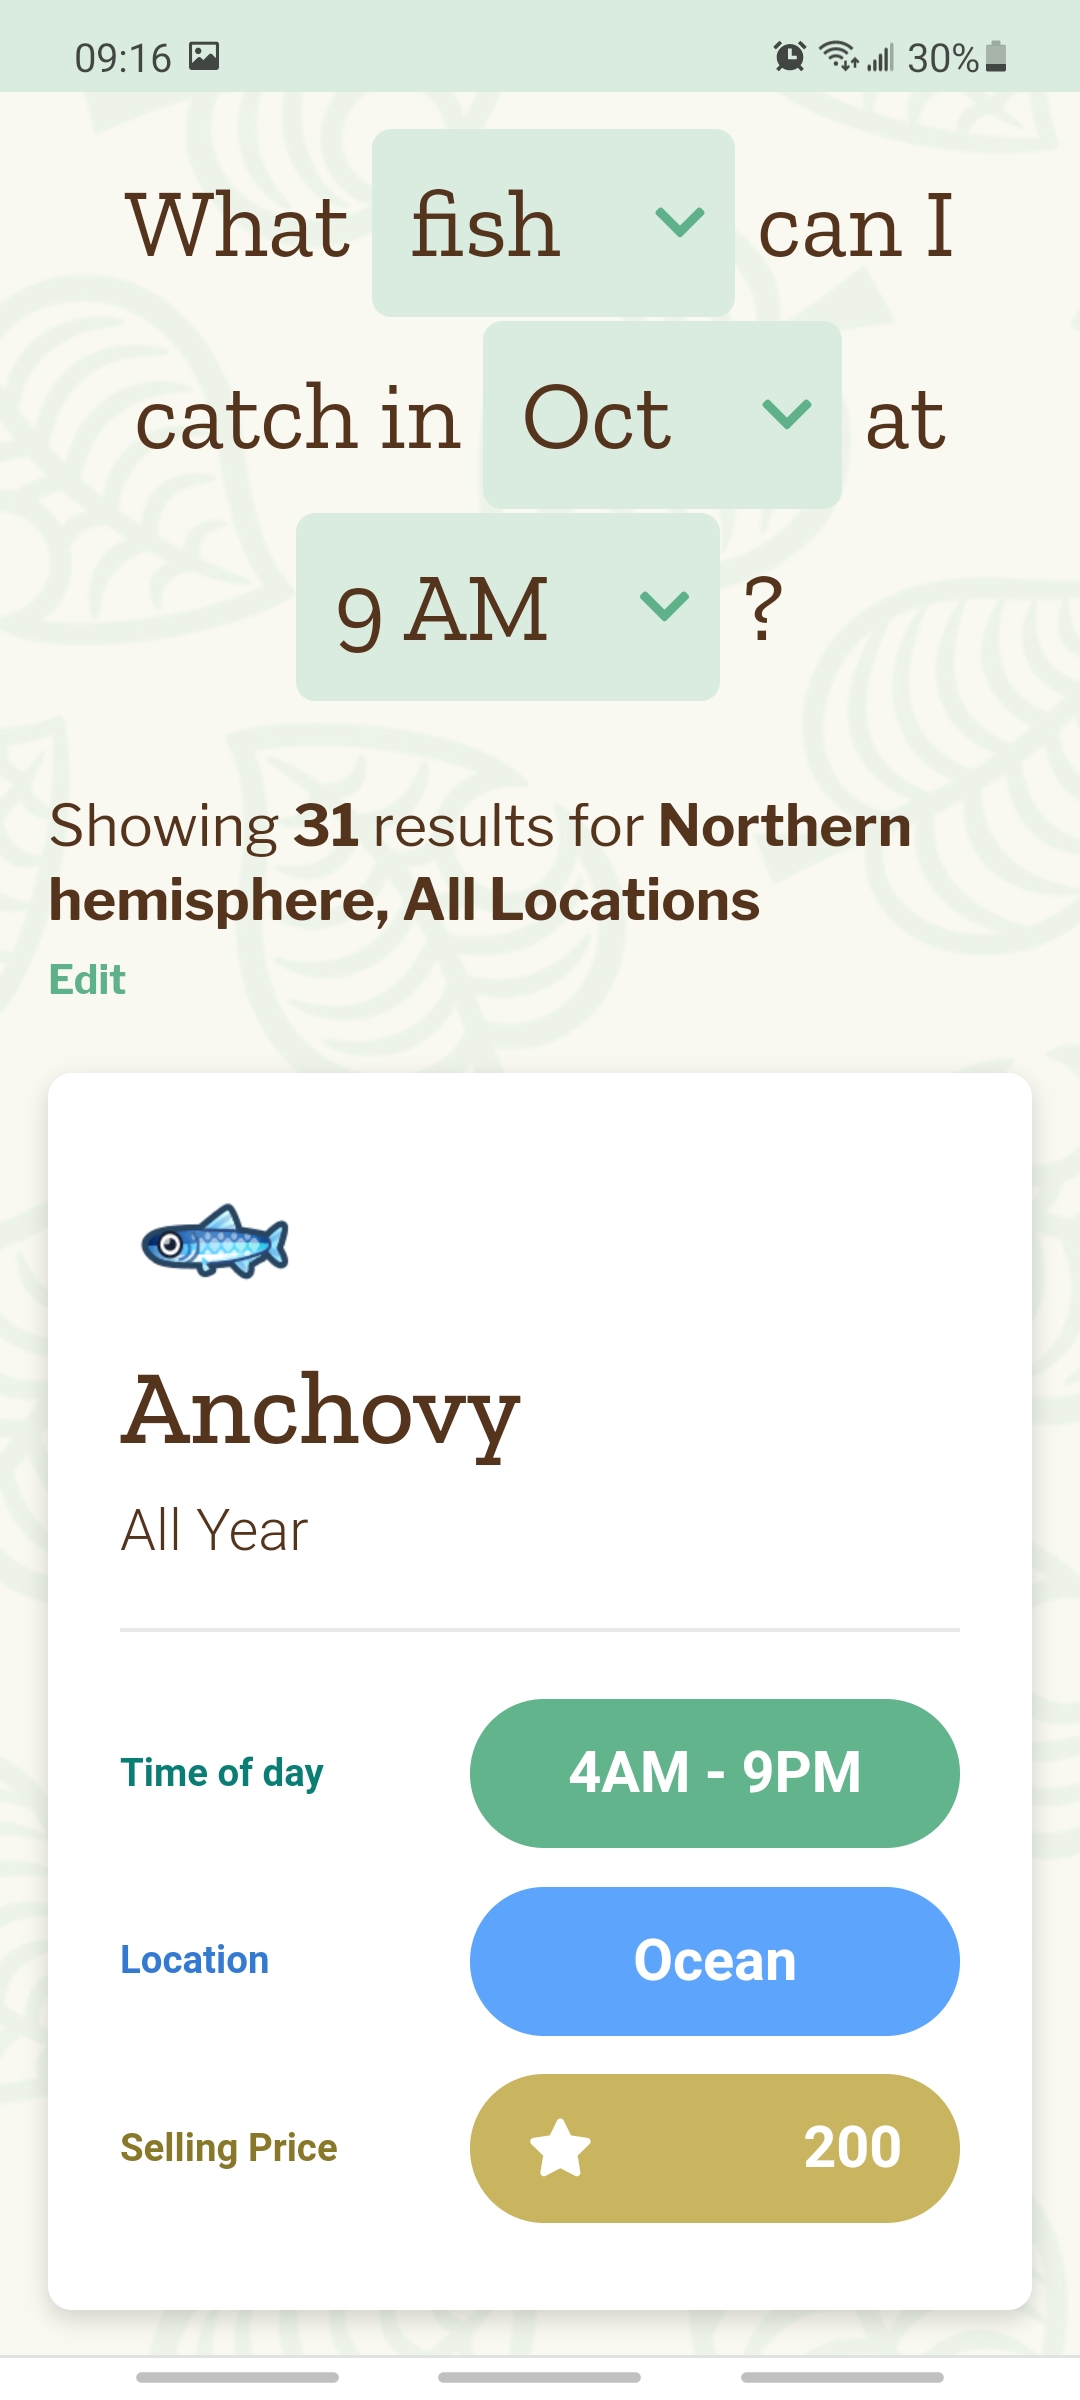 09:16 30%
What fish can I
catch in Oct at
9 AM ?
Showing 31 results for Northern
hemisphere, All Locations
Edit
Anchovy
All Year
Time of day 4AM - 9PM
Location Ocean
Selling Price 200